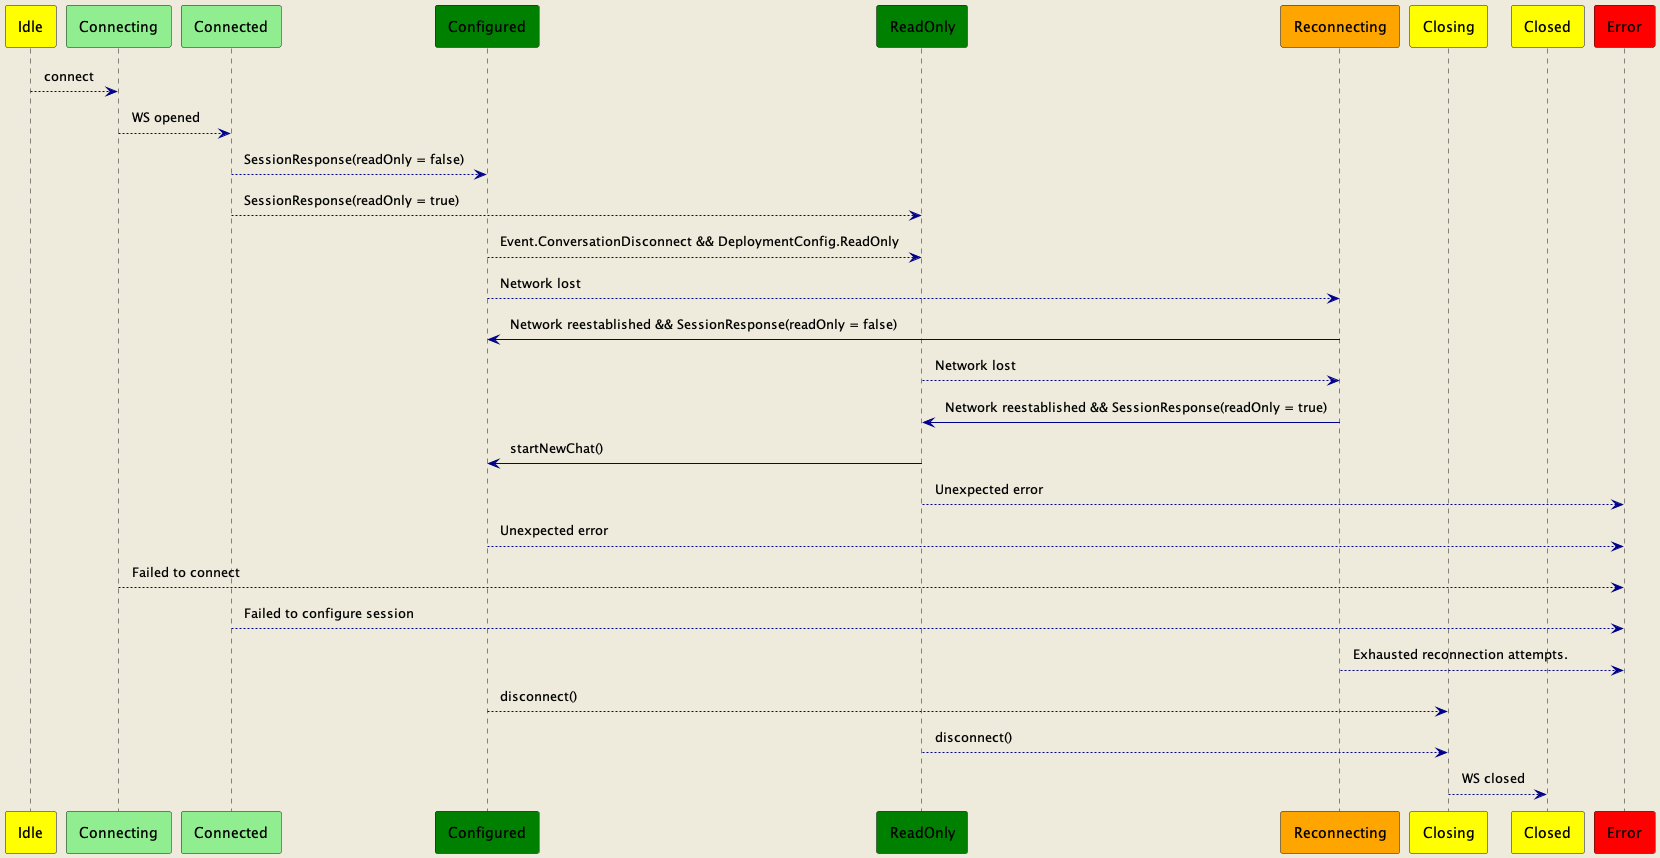 Idle Connecting Connected Configured ReadOnly Reconnecting Closing Closed Error
connect
WS opened
SessionResponse(readOnly = false)
SessionResponse(readOnly = true)
Event.ConversationDisconnect && DeploymentConfig.ReadOnly
Network lost
Network reestablished && SessionResponse(readOnly = false)
Network lost
Network reestablished && SessionResponse(readOnly = true)
startNewChat()
Unexpected error
Unexpected error
Failed to connect
Failed to configure session
Exhausted reconnection attempts.
disconnect()
disconnect()
WS closed
Idle Connecting Connected Configured ReadOnly Reconnecting Closing Closed Error